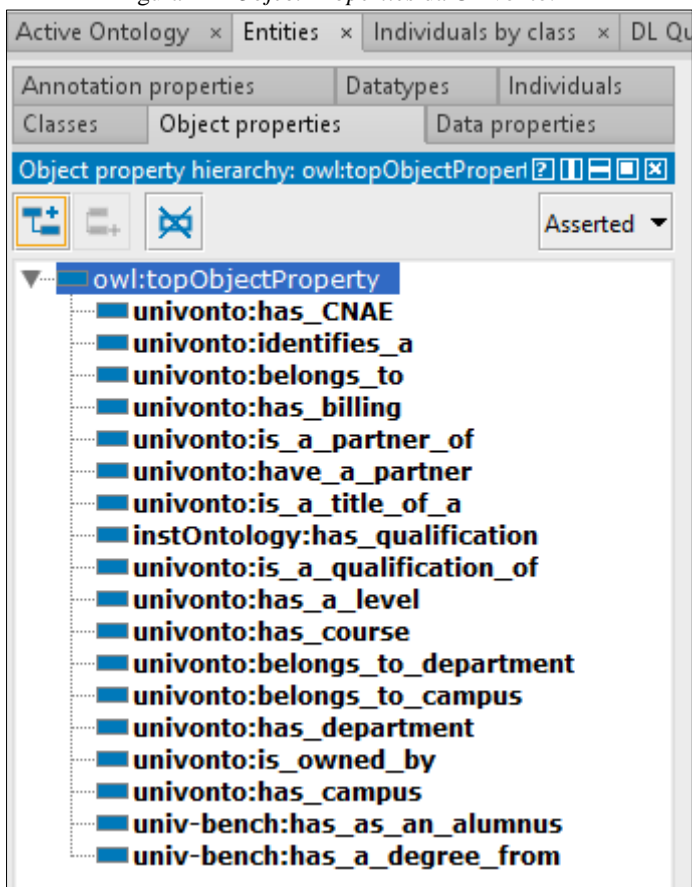 Active Ontology × Entities × Individuals by class × DL Qu
Annotation properties Datatypes Individuals
Classes Object properties Data properties
Object property hierarchy: owl:topObjectPropert
Asserted
owl:topObjectProperty
univonto:has_CNAE
univonto:identifies_a
univonto:belongs_to
univonto:has_billing
univonto:is_a_partner_of
univonto:have_a_partner
univonto:is_a_title_of_a
instOntology:has_qualification
univonto:is_a_qualification_of
univonto:has_a_level
univonto:has_course
univonto:belongs_to_department
univonto:belongs_to_campus
univonto:has_department
univonto:is_owned_by
univonto:has_campus
univ-bench:has_as_an_alumnus
univ-bench:has_a_degree_from